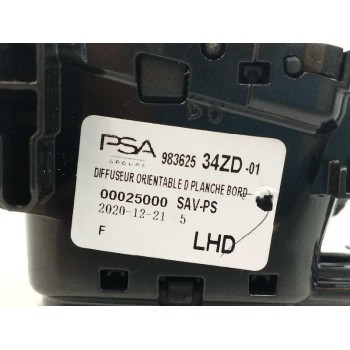 PSA 983625 34ZD-01
GROUPE
DIFFUSEUR ORIENTABLE D PLANCHE BORD
00025000 SAV-PS
2020-12-21 5
F LHD